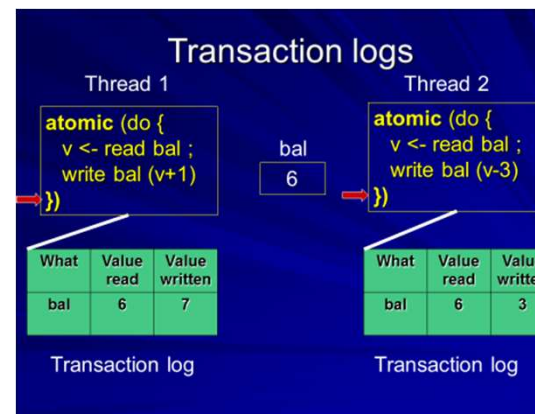 Transaction logs
Thread 1
atomic (do {
v <- read bal ;
write bal (v+1)
})
bal
6
Thread 2
atomic (do {
v <- read bal ;
write bal (v-3)
})
What Value read Value written
bal 6 7
Transaction log
What Value read Valu writte
bal 6 3
Transaction log